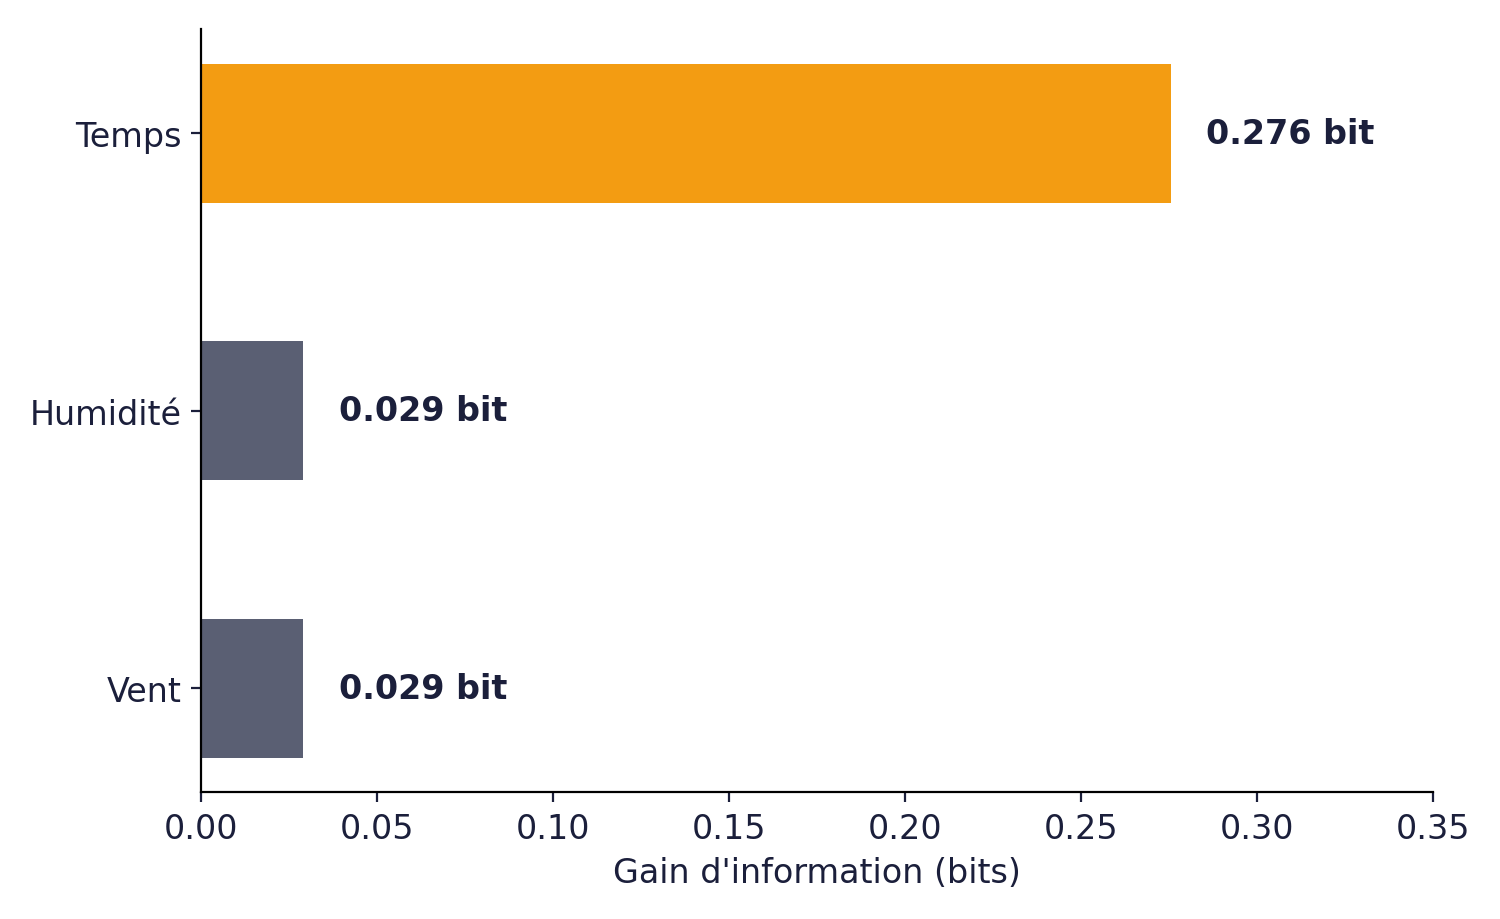 Temps
0.276 bit
Humidité
0.029 bit
Vent
0.029 bit
0.00 0.05 0.10 0.15 0.20 0.25 0.30 0.35
Gain d'information (bits)